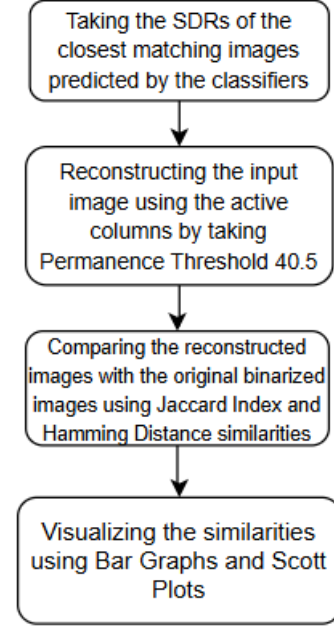 Taking the SDRs of the
closest matching images
predicted by the classifiers
Reconstructing the input
image using the active
columns by taking
Permanence Threshold 40.5
Comparing the reconstructed
images with the original binarized
images using Jaccard Index and
Hamming Distance similarities
Visualizing the similarities
using Bar Graphs and Scott
Plots